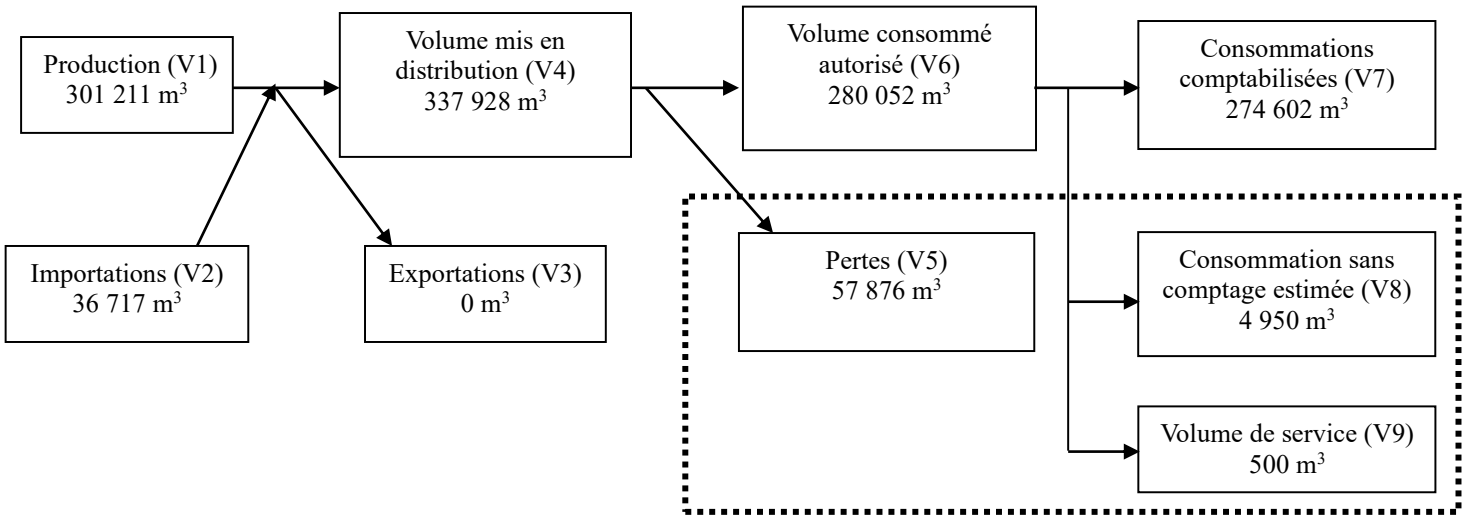 Production (V1)
301 211 m³
Volume mis en
distribution (V4)
337 928 m³
Volume consommé
autorisé (V6)
280 052 m³
Consommations
comptabilisées (V7)
274 602 m³
Importations (V2)
36 717 m³
Exportations (V3)
0 m³
Pertes (V5)
57 876 m³
Consommation sans
comptage estimée (V8)
4 950 m³
Volume de service (V9)
500 m³